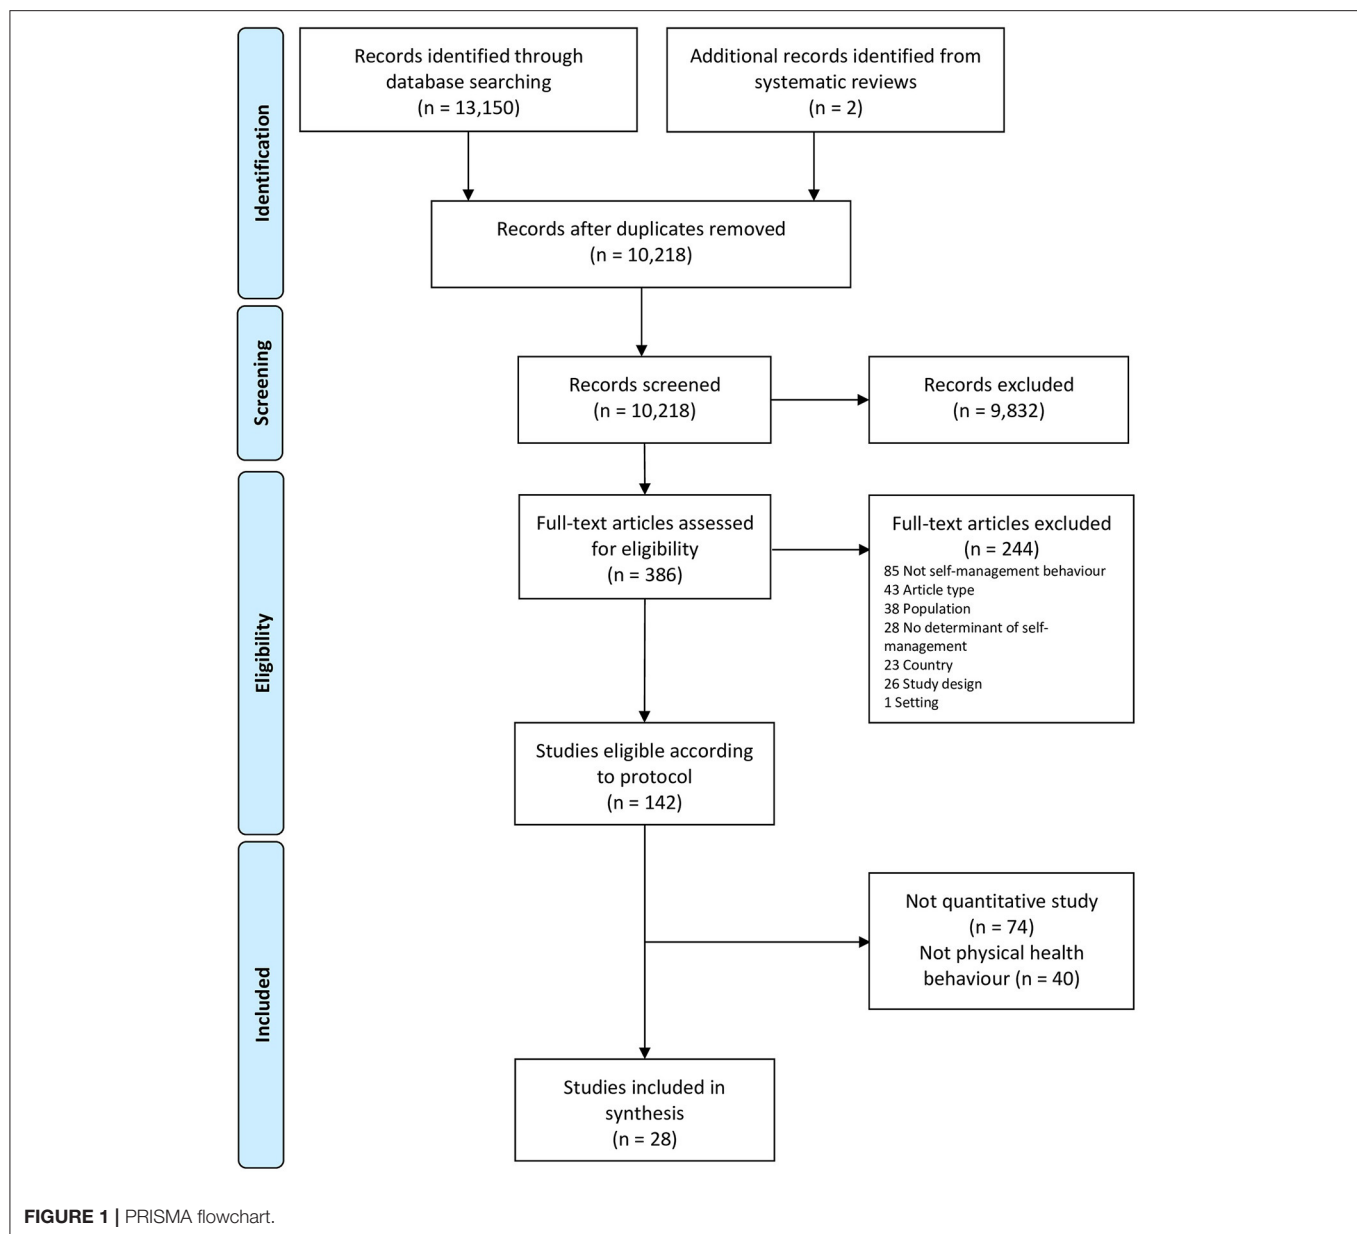 Identification
Records identified through
database searching
(n = 13,150)
Additional records identified from
systematic reviews
(n = 2)
Records after duplicates removed
(n = 10,218)
Screening
Records screened
(n = 10,218)
Records excluded
(n = 9,832)
Eligibility
Full-text articles assessed
for eligibility
(n = 386)
Full-text articles excluded
(n = 244)
85 Not self-management behaviour
43 Article type
38 Population
28 No determinant of self-
management
23 Country
26 Study design
1 Setting
Studies eligible according
to protocol
(n = 142)
Included
Not quantitative study
(n = 74)
Not physical health
behaviour (n = 40)
Studies included in
synthesis
(n = 28)
FIGURE 1 | PRISMA flowchart.